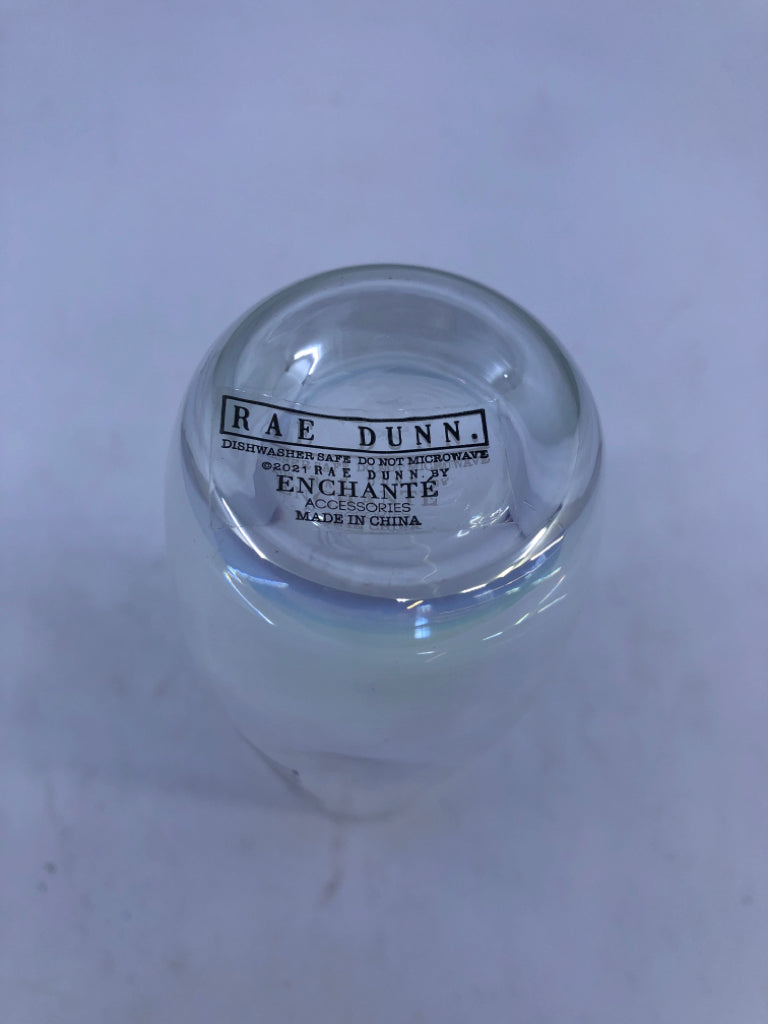 RAE DUNN.
DISHWASHER SAFE DO NOT MICROWAVE
©2021 RAE DUNN. BY
ENCHANTÉ
ACCESSORIES
MADE IN CHINA